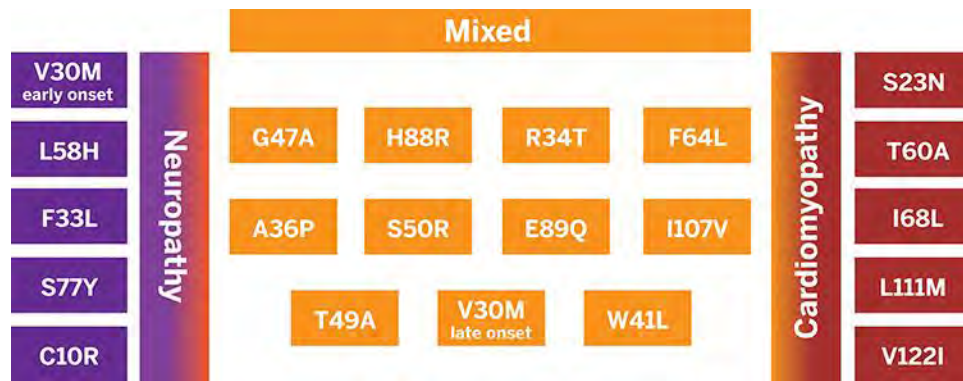 Mixed
V30M
early onset
L58H
F33L
S77Y
C10R
Neuropathy
G47A
H88R
R34T
F64L
A36P
S50R
E89Q
I107V
T49A
V30M
late onset
W41L
Cardiomyopathy
S23N
T60A
I68L
L111M
V122I